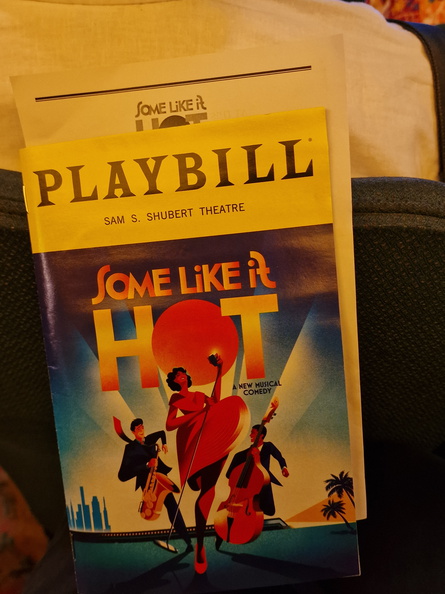 SOME LiKE it
HOT
PLAYBILL®
SAM S. SHUBERT THEATRE
SOME LiKE it
HOT
A NEW MUSICAL
COMEDY